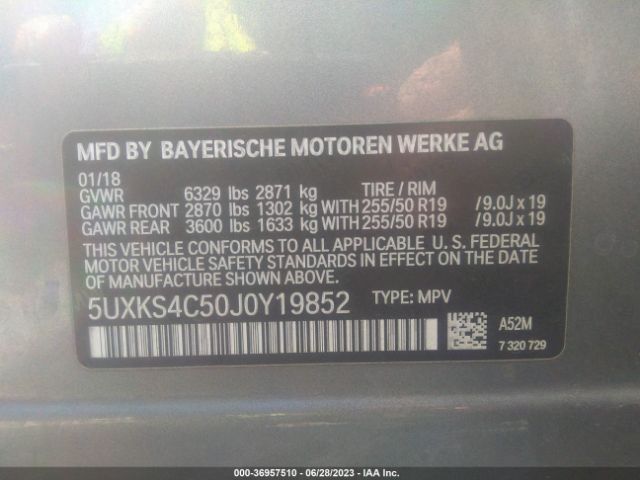 MFD BY BAYERISCHE MOTOREN WERKE AG
01/18
GVWR 6329 lbs 2871 kg TIRE / RIM
GAWR FRONT 2870 lbs 1302 kg WITH 255/50 R19 / 9.0J x 19
GAWR REAR 3600 lbs 1633 kg WITH 255/50 R19 / 9.0J x 19
THIS VEHICLE CONFORMS TO ALL APPLICABLE U. S. FEDERAL
MOTOR VEHICLE SAFETY STANDARDS IN EFFECT ON THE DATE
OF MANUFACTURE SHOWN ABOVE.
5UXKS4C50J0Y19852 TYPE: MPV
A52M
7 320 729
000-36957510 - 06/28/2023 - IAA Inc.